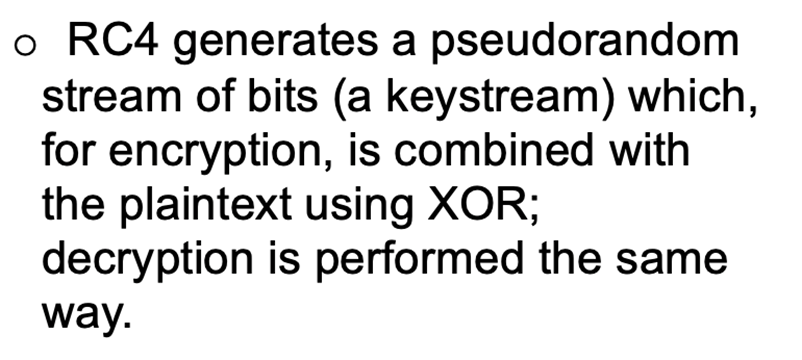 ○ RC4 generates a pseudorandom
stream of bits (a keystream) which,
for encryption, is combined with
the plaintext using XOR;
decryption is performed the same
way.